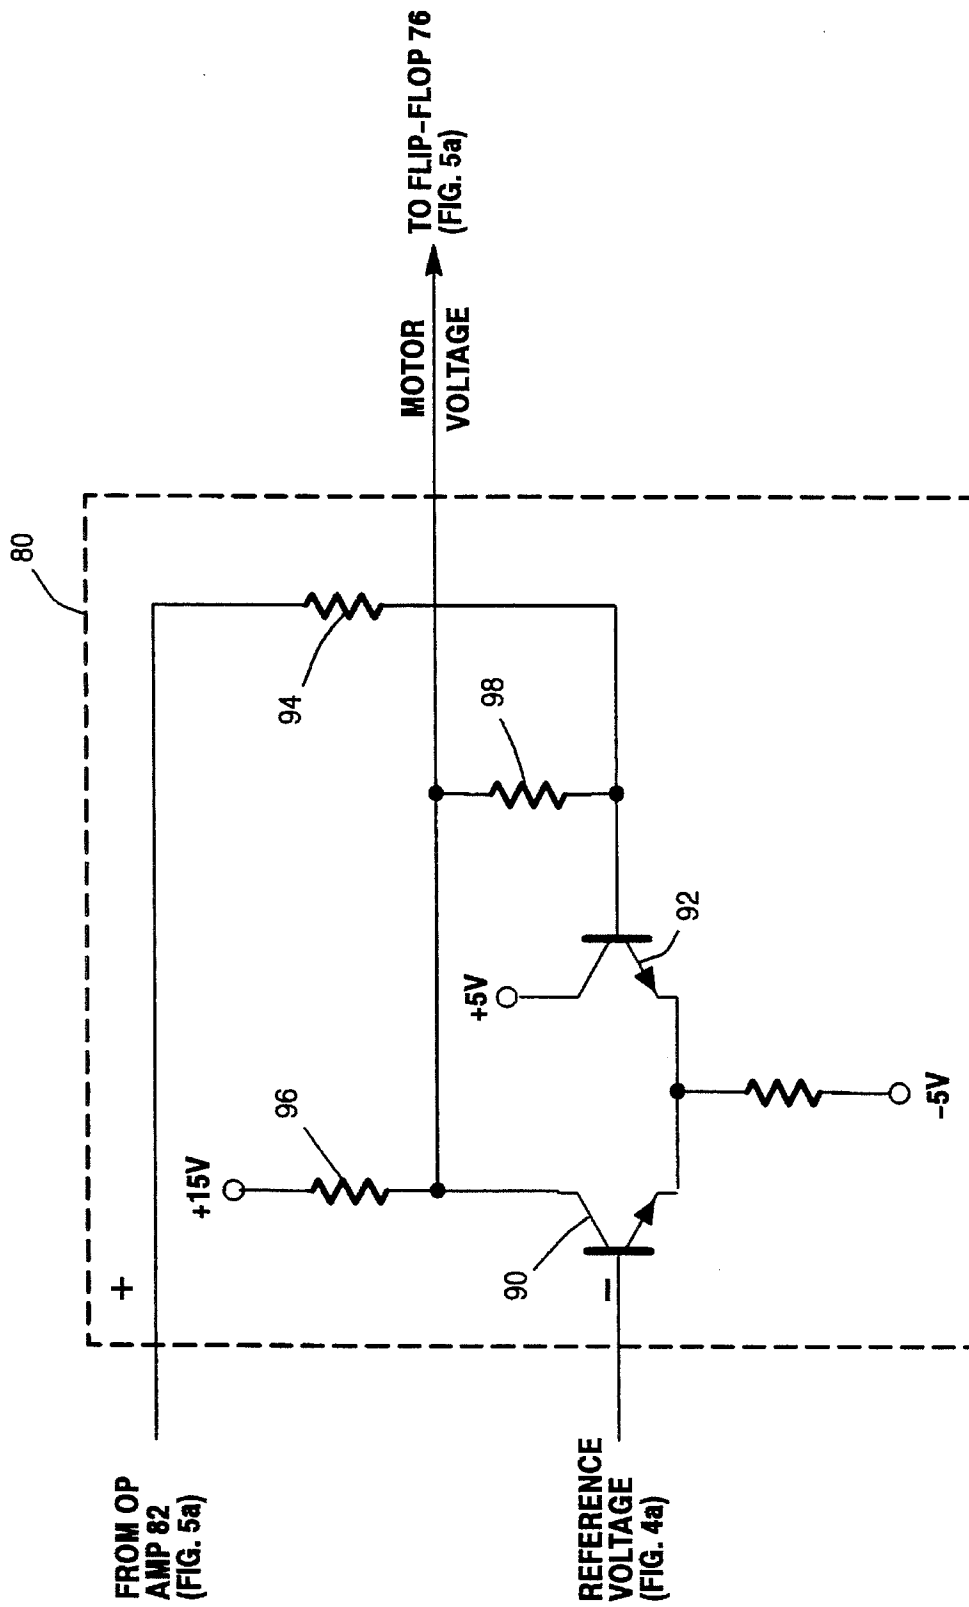 80
FROM OP
AMP 82
(FIG. 5a)
+
+15V
96
94
MOTOR
VOLTAGE
TO FLIP-FLOP 76
(FIG. 5a)
98
+5V
92
90
–
REFERENCE
VOLTAGE
(FIG. 4a)
–5V